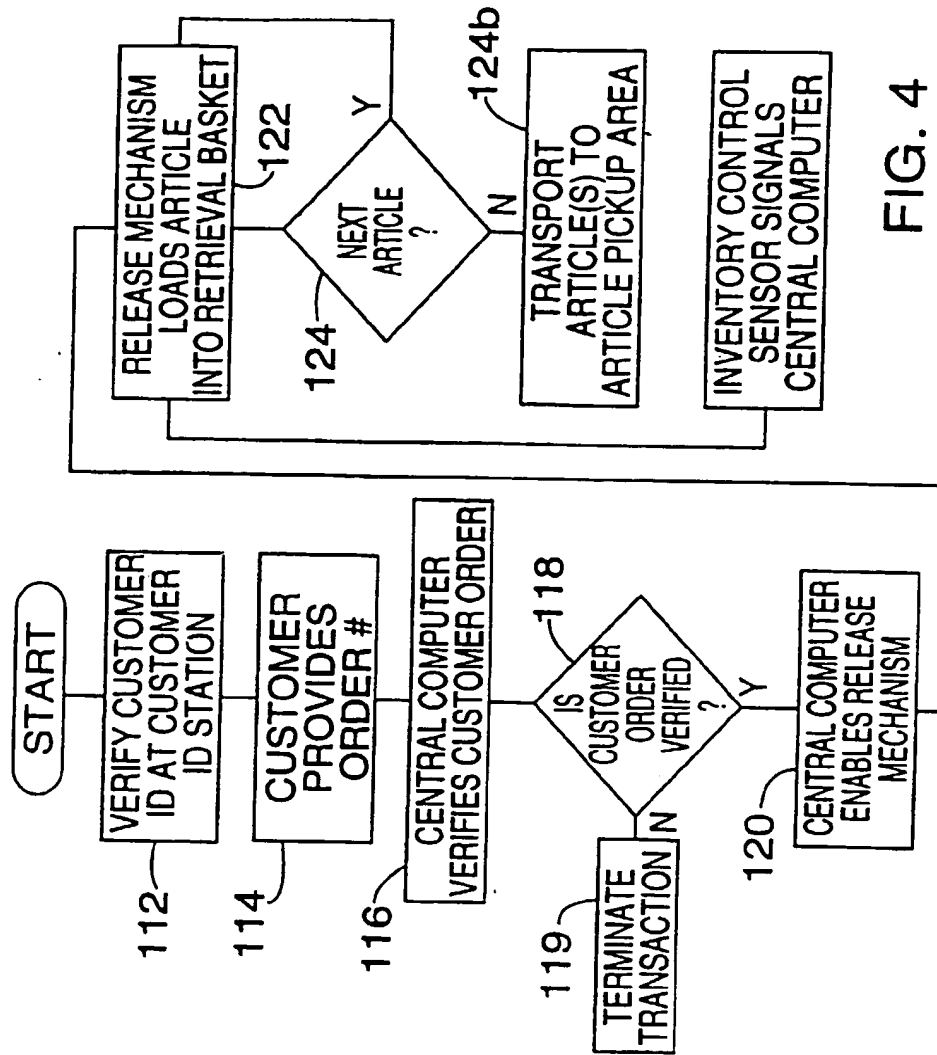 START
VERIFY CUSTOMER
ID AT CUSTOMER
ID STATION
112
CUSTOMER
PROVIDES
ORDER #
114
CENTRAL COMPUTER
VERIFIES CUSTOMER ORDER
116
IS
CUSTOMER
ORDER
VERIFIED
?
118
N
TERMINATE
TRANSACTION
119
Y
CENTRAL COMPUTER
ENABLES RELEASE
MECHANISM
120
RELEASE MECHANISM
LOADS ARTICLE
INTO RETRIEVAL BASKET
122
NEXT
ARTICLE
?
124
Y
N
TRANSPORT
ARTICLE(S) TO
ARTICLE PICKUP AREA
124b
INVENTORY CONTROL
SENSOR SIGNALS
CENTRAL COMPUTER
FIG. 4